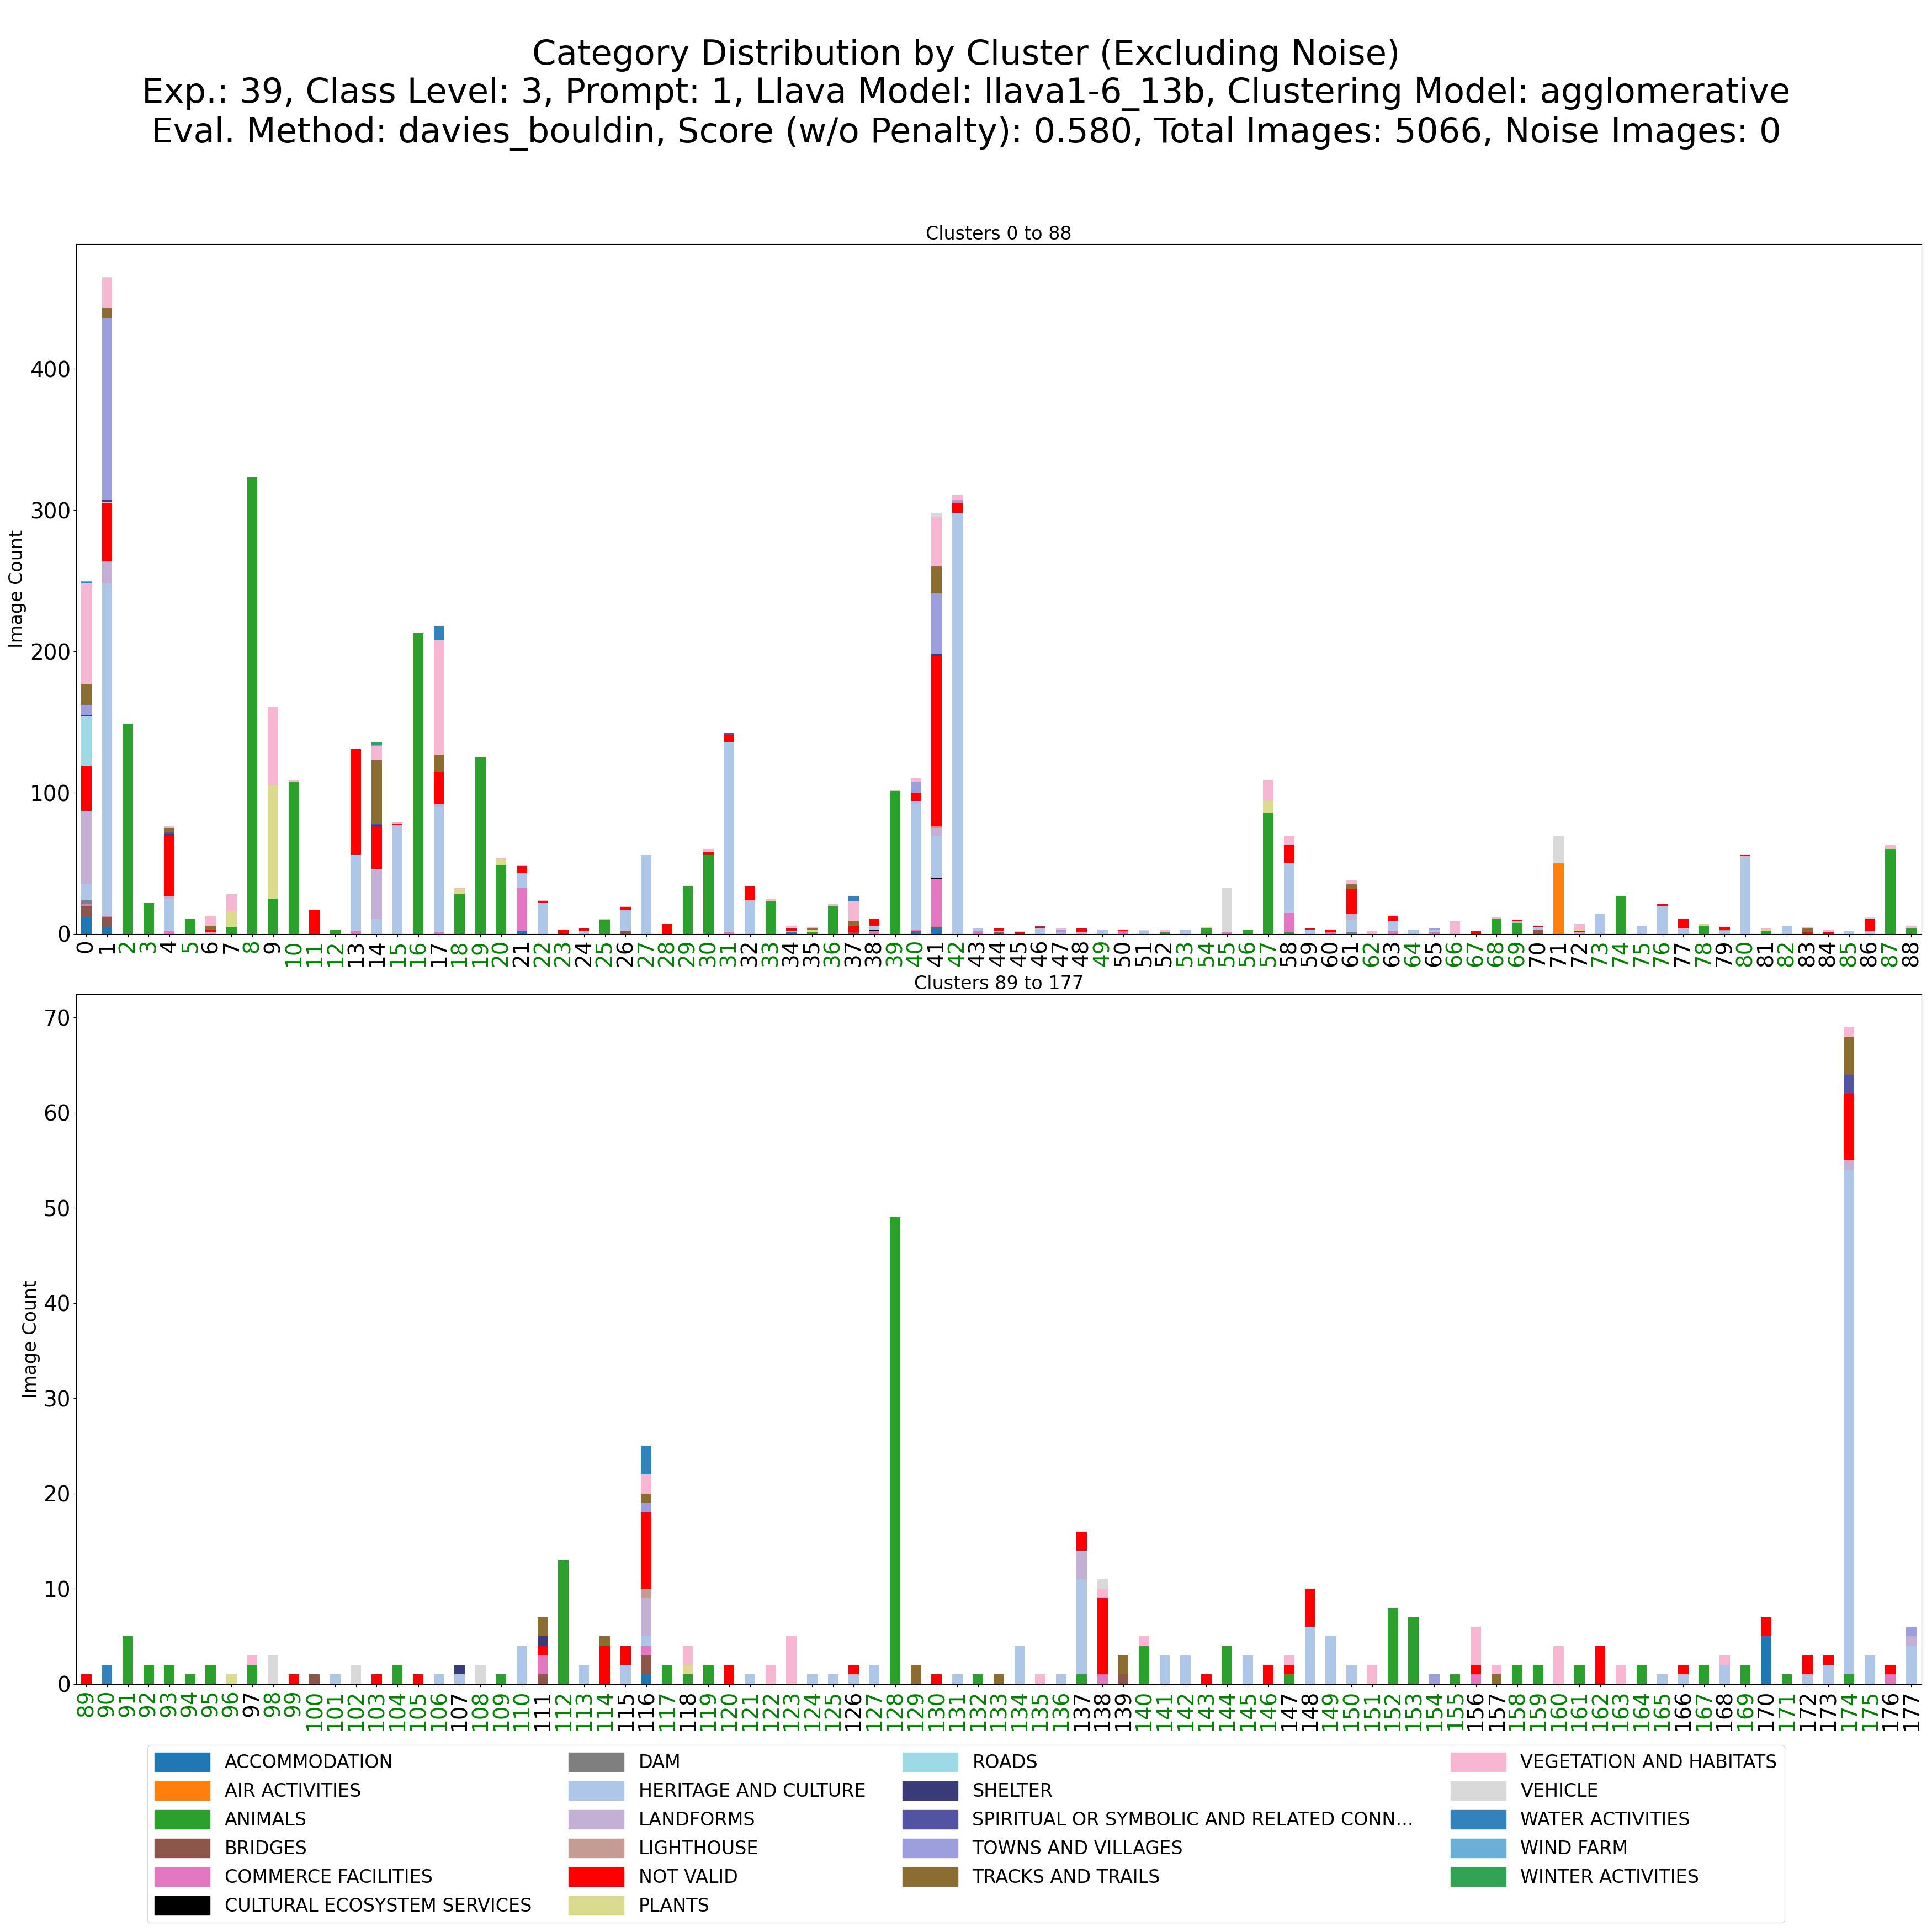 Category Distribution by Cluster (Excluding Noise)
Exp.: 39, Class Level: 3, Prompt: 1, Llava Model: llava1-6_13b, Clustering Model: agglomerative
Eval. Method: davies_bouldin, Score (w/o Penalty): 0.580, Total Images: 5066, Noise Images: 0
Clusters 0 to 88
Image Count
400
300
200
100
0
0 1 2 3 4 5 6 7 8 9 10 11 12 13 14 15 16 17 18 19 20 21 22 23 24 25 26 27 28 29 30 31 32 33 34 35 36 37 38 39 40 41 42 43 44 45 46 47 48 49 50 51 52 53 54 55 56 57 58 59 60 61 62 63 64 65 66 67 68 69 70 71 72 73 74 75 76 77 78 79 80 81 82 83 84 85 86 87 88
Clusters 89 to 177
Image Count
70
60
50
40
30
20
10
0
89 90 91 92 93 94 95 96 97 98 99 100 101 102 103 104 105 106 107 108 109 110 111 112 113 114 115 116 117 118 119 120 121 122 123 124 125 126 127 128 129 130 131 132 133 134 135 136 137 138 139 140 141 142 143 144 145 146 147 148 149 150 151 152 153 154 155 156 157 158 159 160 161 162 163 164 165 166 167 168 169 170 171 172 173 174 175 176 177
ACCOMMODATION
AIR ACTIVITIES
ANIMALS
BRIDGES
COMMERCE FACILITIES
CULTURAL ECOSYSTEM SERVICES
DAM
HERITAGE AND CULTURE
LANDFORMS
LIGHTHOUSE
NOT VALID
PLANTS
ROADS
SHELTER
SPIRITUAL OR SYMBOLIC AND RELATED CONN...
TOWNS AND VILLAGES
TRACKS AND TRAILS
VEGETATION AND HABITATS
VEHICLE
WATER ACTIVITIES
WIND FARM
WINTER ACTIVITIES